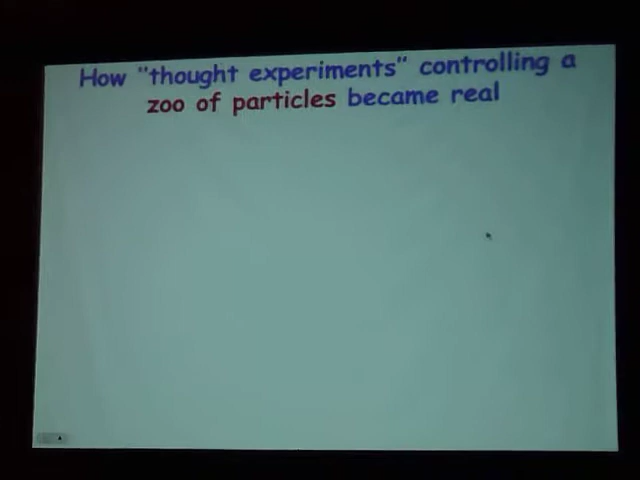 How "thought experiments" controlling a
zoo of particles became real